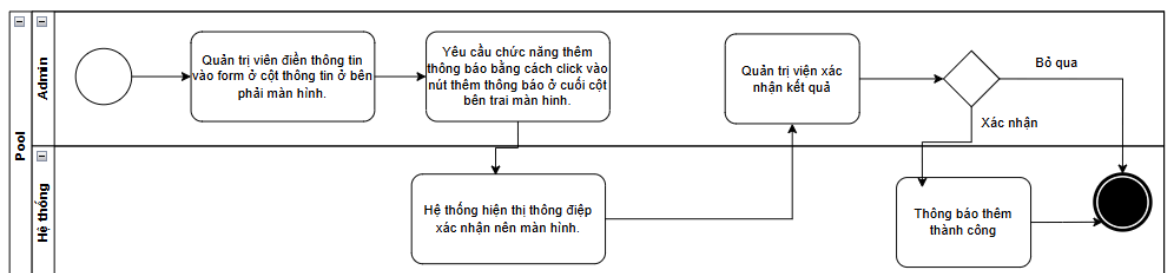 Pool
Admin
Quản trị viên điền thông tin
vào form ở cột thông tin ở bên
phải màn hình.
Yêu cầu chức năng thêm
thông báo bằng cách click vào
nút thêm thông báo ở cuối cột
bên trai màn hình.
Quản trị viện xác
nhận kết quả
Bỏ qua
Xác nhận
Hệ thống
Hệ thống hiện thị thông điệp
xác nhận nên màn hình.
Thông báo thêm
thành công